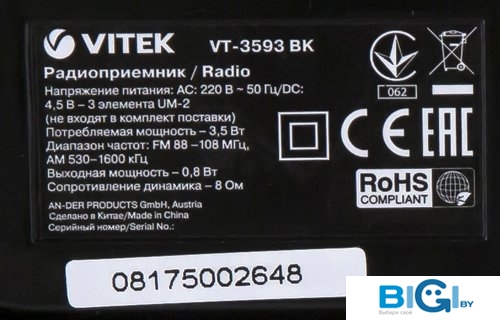 VITEK VT-3593 BK
Радиоприемник / Radio
Напряжение питания: AC: 220 В ~ 50 Гц/DC:
4,5 В – 3 элемента UM-2
(не входят в комплект поставки)
Потребляемая мощность – 3,5 Вт
Диапазон частот: FM 88 – 108 МГц,
AM 530-1600 кГц
Выходная мощность – 0,8 Вт
Сопротивление динамика – 8 Ом
AN-DER PRODUCTS GmbH, Austria
Сделано в Китае/Made in China
Серийный номер/Serial No.:
062
CE EAC
RoHS
COMPLIANT
08175002648
BIGI.BY
Выбери своё